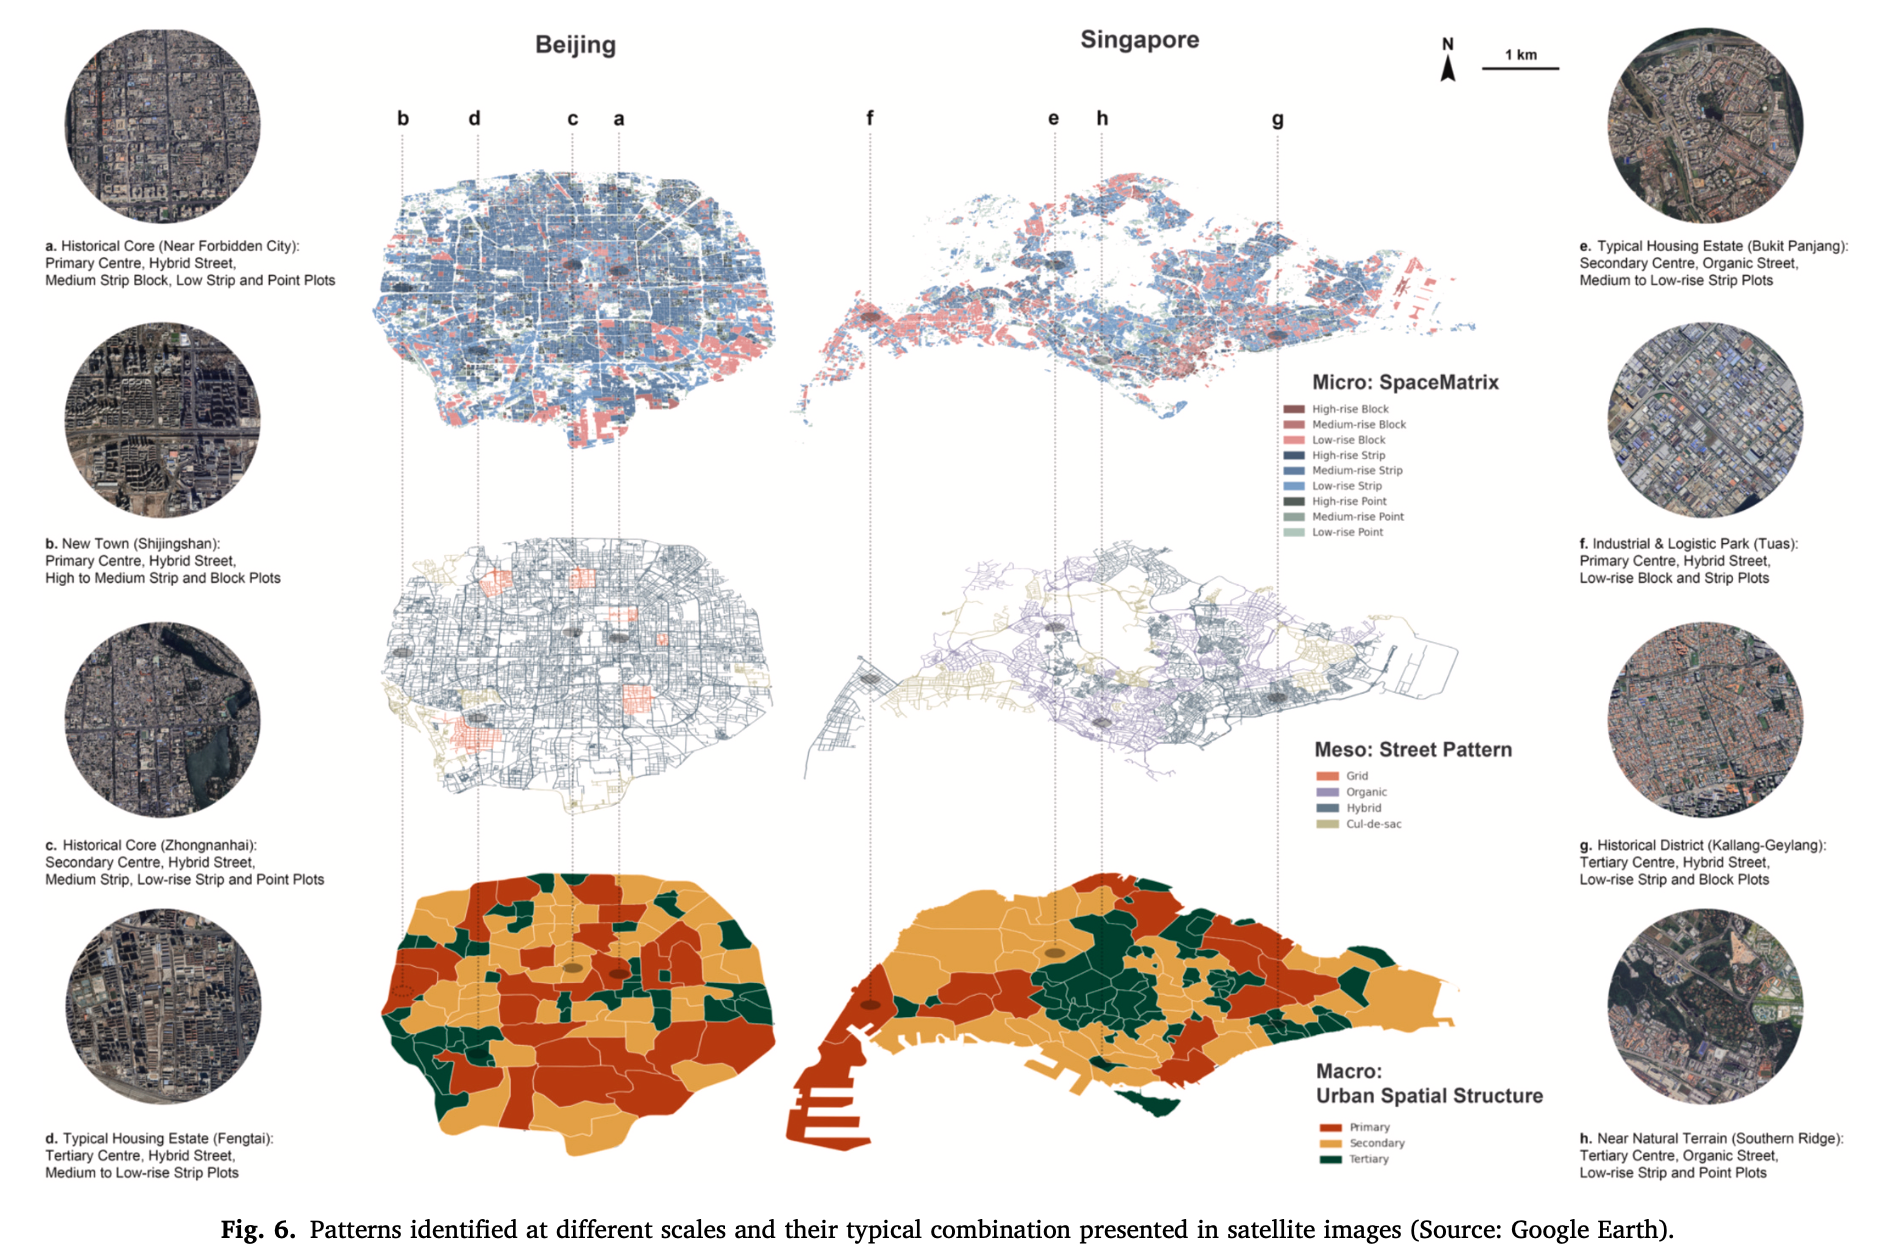 Beijing
Singapore
N
1 km
b
d
c
a
f
e
h
g
a. Historical Core (Near Forbidden City):
Primary Centre, Hybrid Street,
Medium Strip Block, Low Strip and Point Plots
b. New Town (Shijingshan):
Primary Centre, Hybrid Street,
High to Medium Strip and Block Plots
c. Historical Core (Zhongnanhai):
Secondary Centre, Hybrid Street,
Medium Strip, Low-rise Strip and Point Plots
d. Typical Housing Estate (Fengtai):
Tertiary Centre, Hybrid Street,
Medium to Low-rise Strip Plots
Micro: SpaceMatrix
High-rise Block
Medium-rise Block
Low-rise Block
High-rise Strip
Medium-rise Strip
Low-rise Strip
High-rise Point
Medium-rise Point
Low-rise Point
Meso: Street Pattern
Grid
Organic
Hybrid
Cul-de-sac
Macro:
Urban Spatial Structure
Primary
Secondary
Tertiary
e. Typical Housing Estate (Bukit Panjang):
Secondary Centre, Organic Street,
Medium to Low-rise Strip Plots
f. Industrial & Logistic Park (Tuas):
Primary Centre, Hybrid Street,
Low-rise Block and Strip Plots
g. Historical District (Kallang-Geylang):
Tertiary Centre, Hybrid Street,
Low-rise Strip and Block Plots
h. Near Natural Terrain (Southern Ridge):
Tertiary Centre, Organic Street,
Low-rise Strip and Point Plots
Fig. 6. Patterns identified at different scales and their typical combination presented in satellite images (Source: Google Earth).